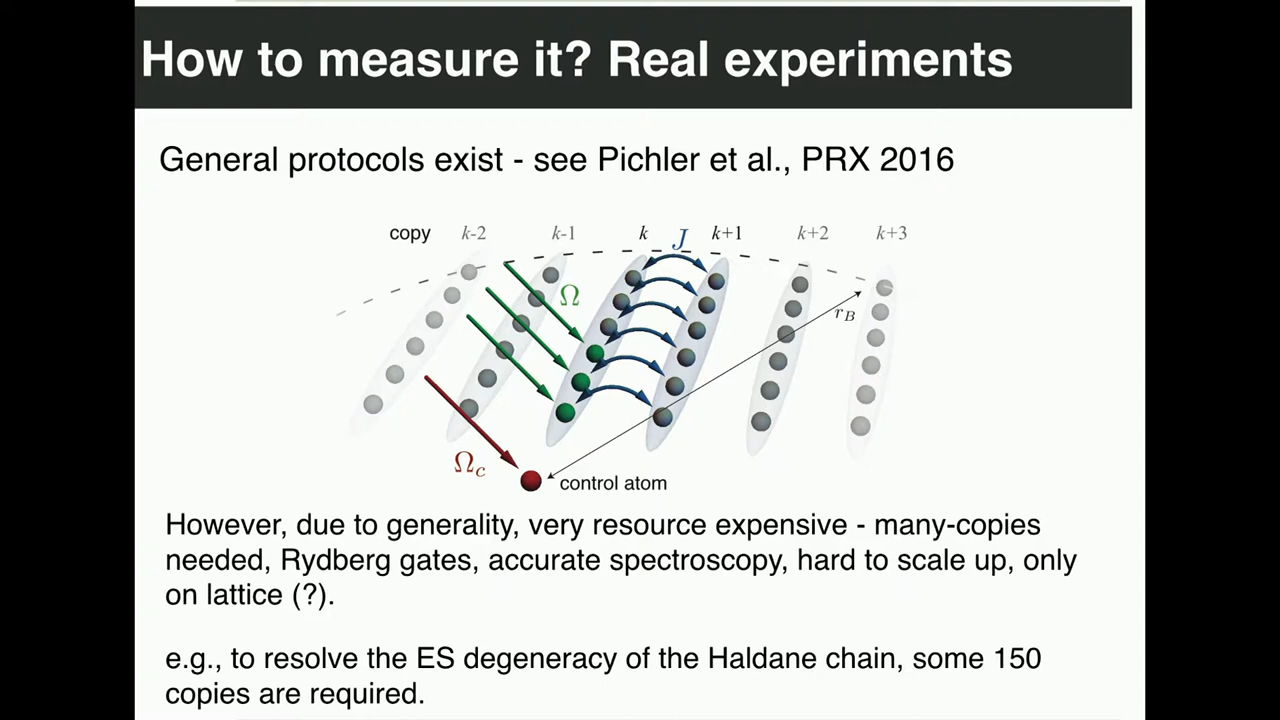 How to measure it? Real experiments
General protocols exist - see Pichler et al., PRX 2016
copy k-2 k-1 k J k+1 k+2 k+3
Ω
r_B
Ω_c
control atom
However, due to generality, very resource expensive - many-copies
needed, Rydberg gates, accurate spectroscopy, hard to scale up, only
on lattice (?).
e.g., to resolve the ES degeneracy of the Haldane chain, some 150
copies are required.